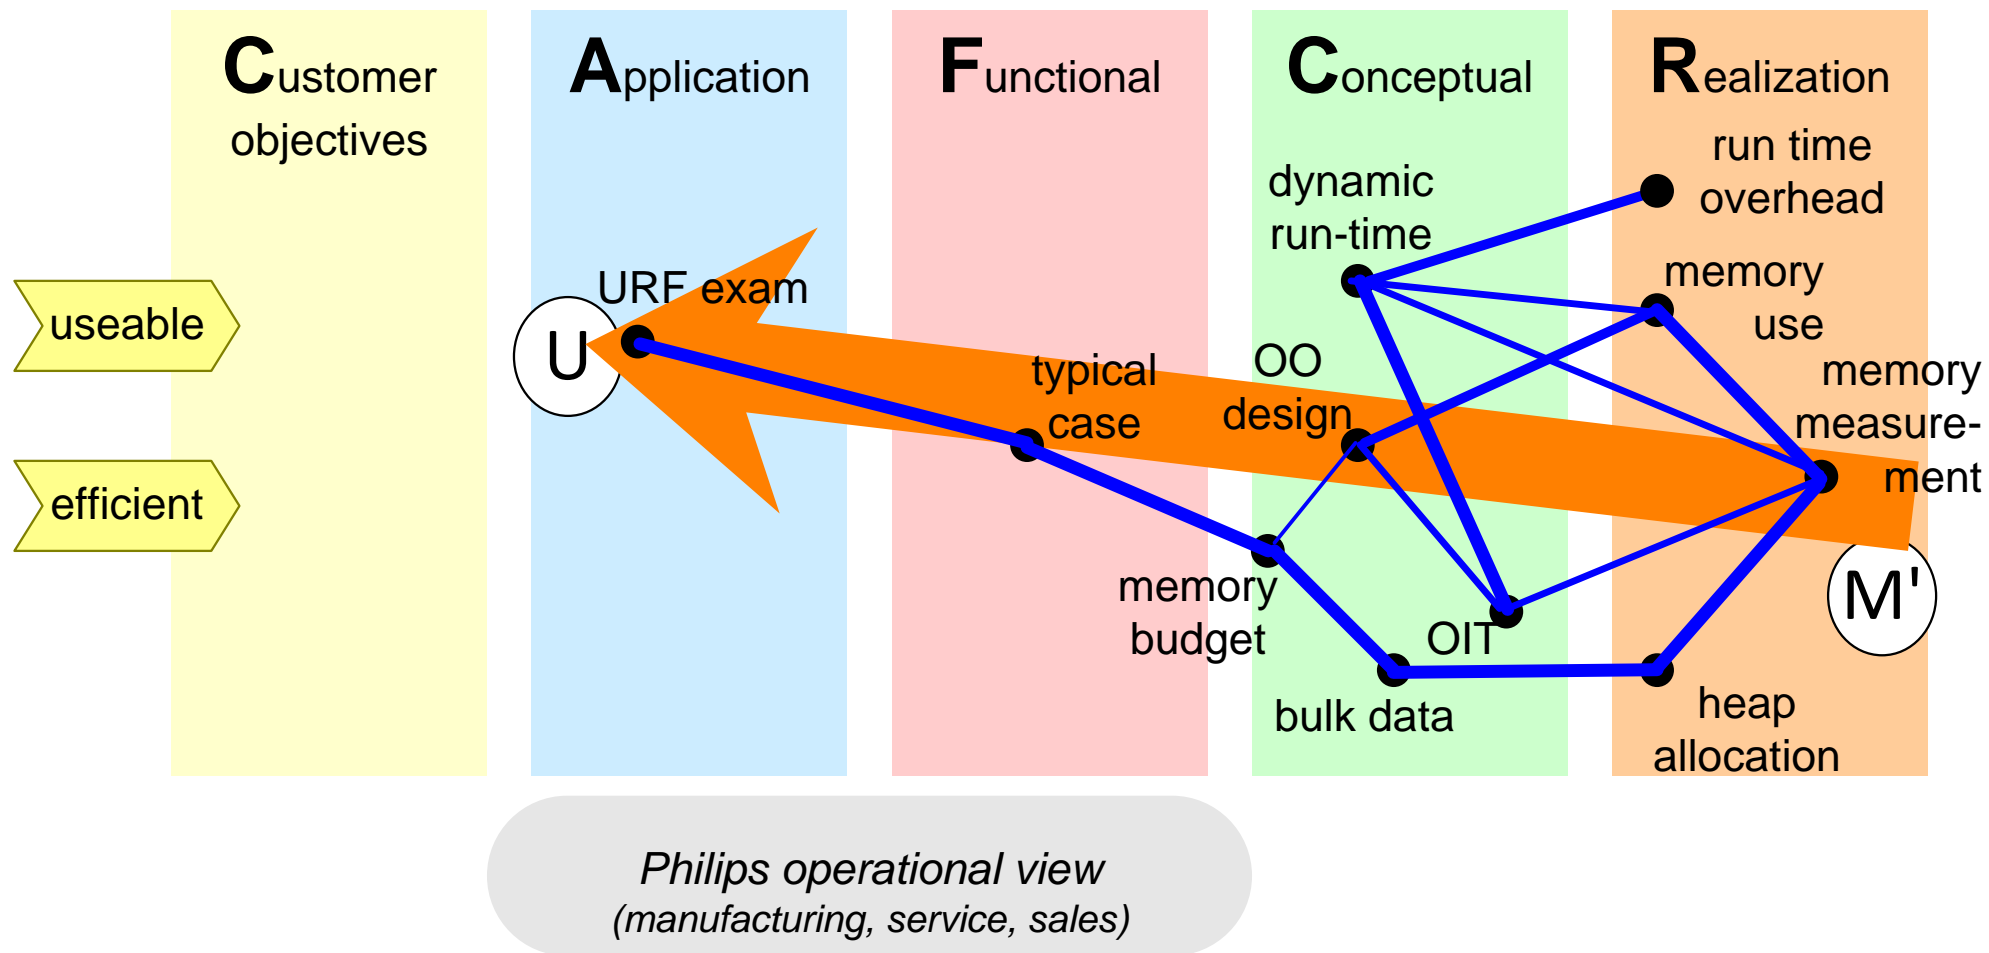 Customer
objectives
Application
Functional
Conceptual
Realization
run time
overhead
dynamic
run-time
memory
use
URF exam
useable
U
typical
case
OO
design
memory
measure-
ment
efficient
memory
budget
OIT
M'
bulk data
heap
allocation
Philips operational view
(manufacturing, service, sales)